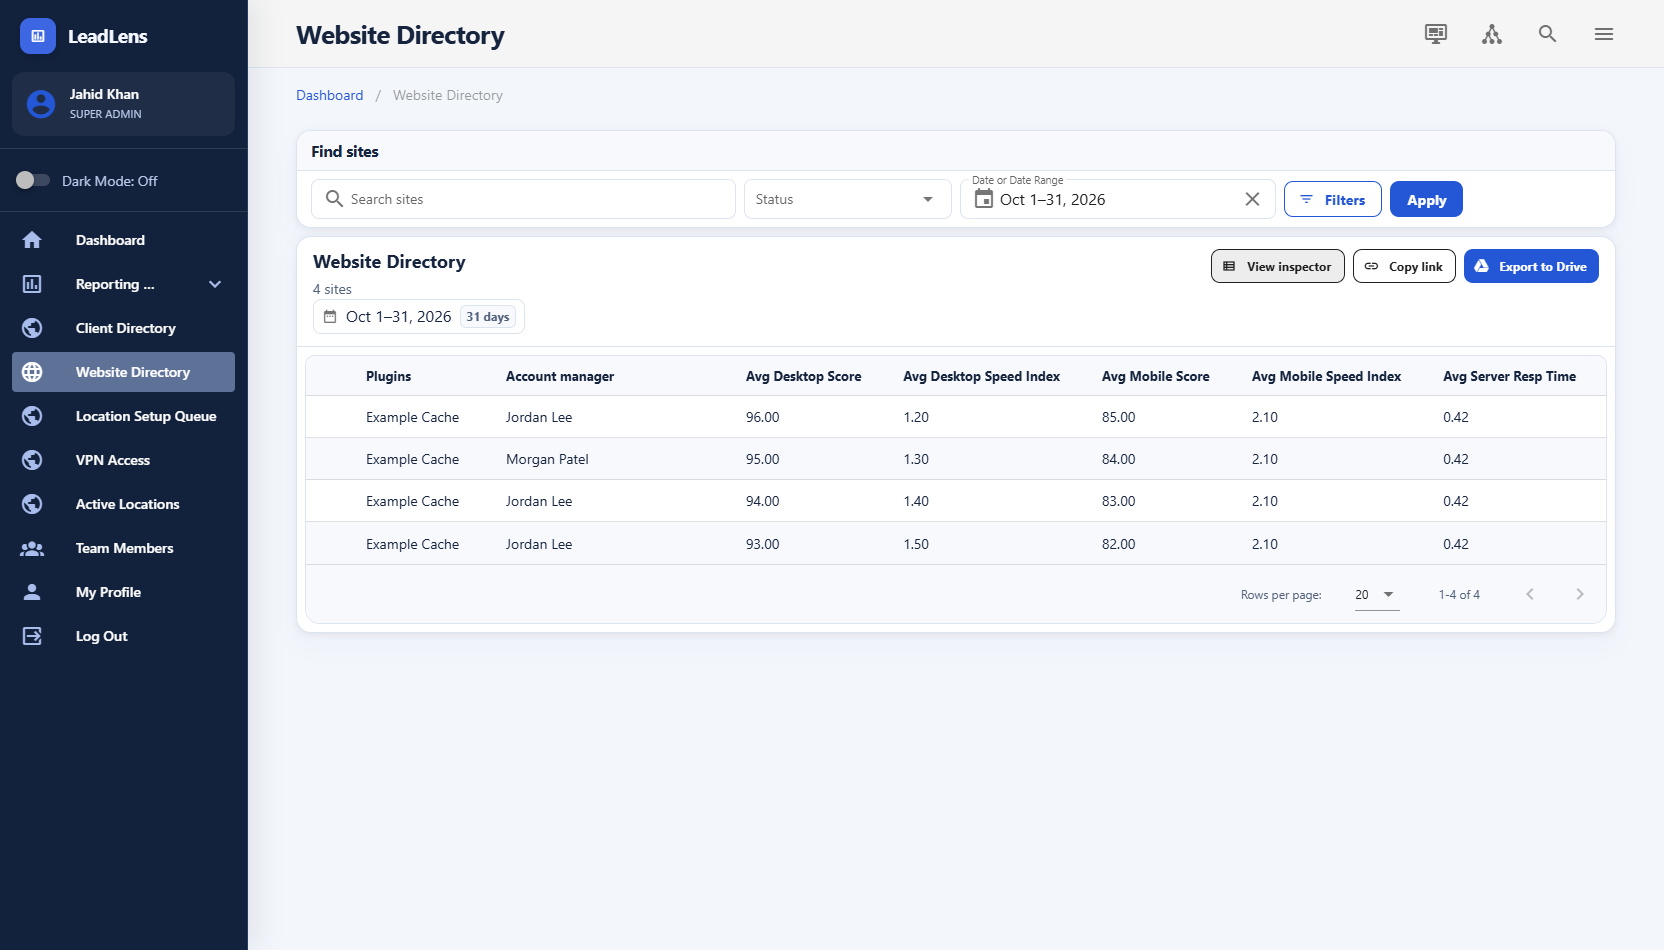 LeadLens
Jahid Khan
SUPER ADMIN
Dark Mode: Off
Dashboard
Reporting ...
Client Directory
Website Directory
Location Setup Queue
VPN Access
Active Locations
Team Members
My Profile
Log Out
Website Directory
Dashboard / Website Directory
Find sites
Search sites
Status
Date or Date Range
Oct 1–31, 2026
Filters
Apply
Website Directory
4 sites
Oct 1–31, 2026 31 days
View inspector
Copy link
Export to Drive
Plugins Account manager Avg Desktop Score Avg Desktop Speed Index Avg Mobile Score Avg Mobile Speed Index Avg Server Resp Time
Example Cache Jordan Lee 96.00 1.20 85.00 2.10 0.42
Example Cache Morgan Patel 95.00 1.30 84.00 2.10 0.42
Example Cache Jordan Lee 94.00 1.40 83.00 2.10 0.42
Example Cache Jordan Lee 93.00 1.50 82.00 2.10 0.42
Rows per page: 20 1-4 of 4